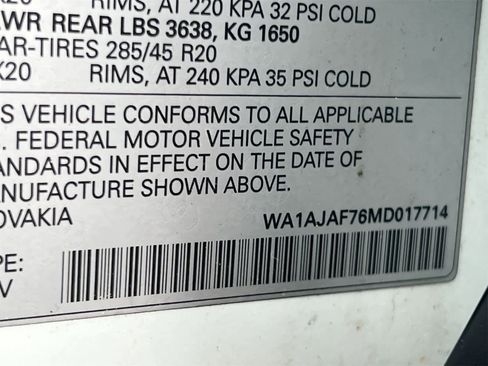 RIMS, AT 220 KPA 32 PSI COLD
AWR REAR LBS 3638, KG 1650
AR-TIRES 285/45 R20
X20 RIMS, AT 240 KPA 35 PSI COLD
S VEHICLE CONFORMS TO ALL APPLICABLE
S. FEDERAL MOTOR VEHICLE SAFETY
ANDARDS IN EFFECT ON THE DATE OF
ANUFACTURE SHOWN ABOVE.
OVAKIA WA1AJAF76MD017714
PE:
V